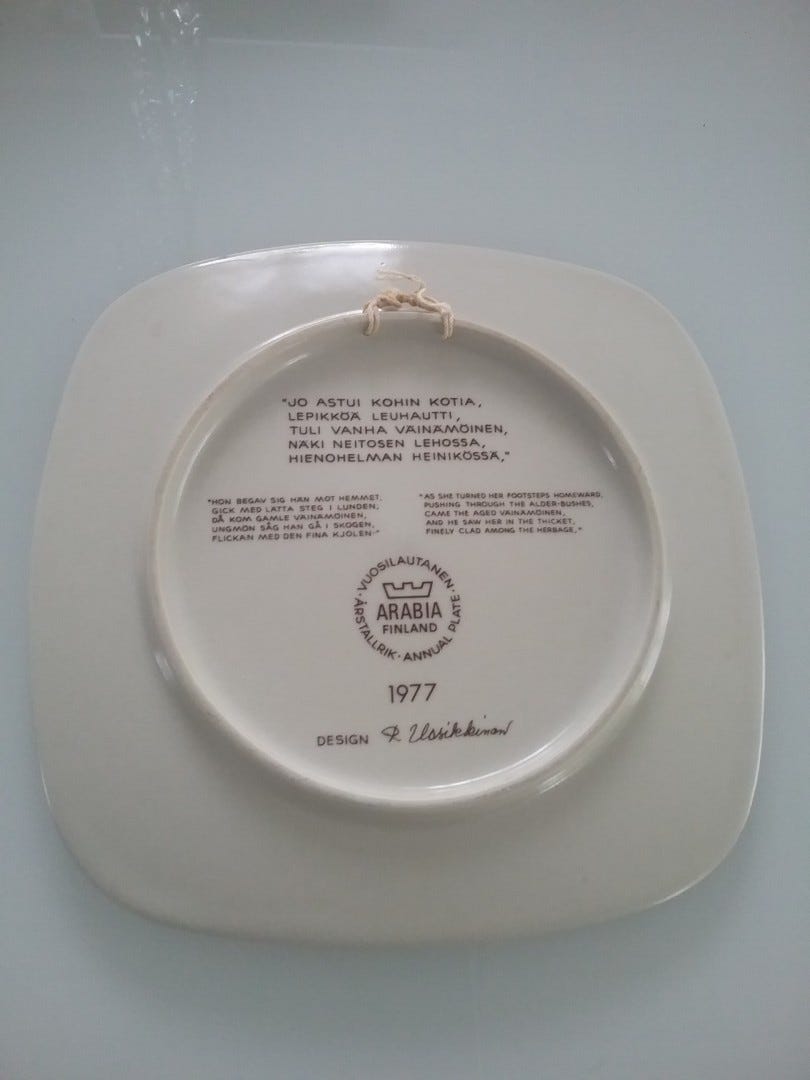 "JO ASTUI KOHIN KOTIA,
LEPIKKÖÄ LEUHAUTTI,
TULI VANHA VÄINÄMÖINEN,
NÄKI NEITOSEN LEHOSSA,
HIENOHELMAN HEINIKÖSSÄ,"
"HON BEGAV SIG HÄN MOT HEMMET,
GICK MED LÄTTA STEG I LUNDEN;
DÅ KOM GAMLE VÄINÄMÖINEN,
UNGMÖN SÅG HAN GÅ I SKOGEN,
FLICKAN MED DEN FINA KJOLEN:"
"AS SHE TURNED HER FOOTSTEPS HOMEWARD,
PUSHING THROUGH THE ALDER-BUSHES,
CAME THE AGED VÄINÄMÖINEN,
AND HE SAW HER IN THE THICKET,
FINELY CLAD AMONG THE HERBAGE,"
·VUOSILAUTANEN·
ARABIA
FINLAND
ÅRSTALLRIK·ANNUAL PLATE
1977
DESIGN R. Uosikkinen